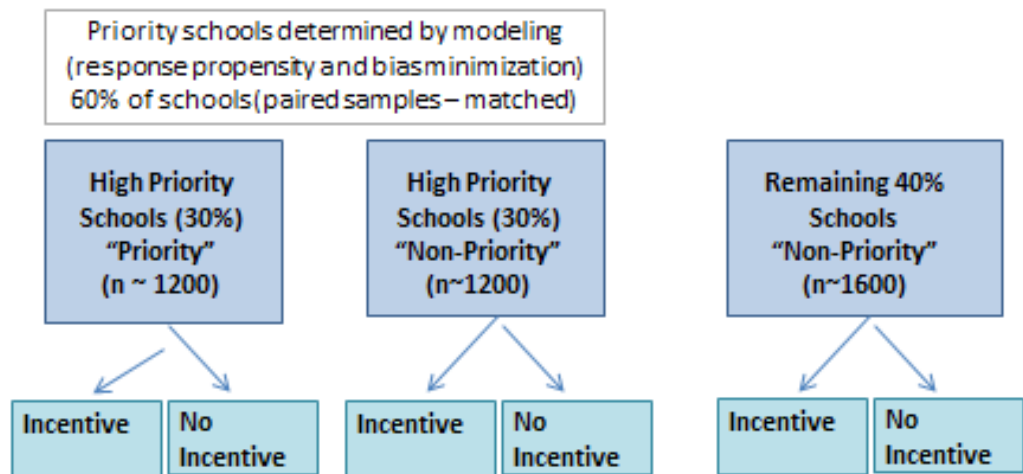 Priority schools determined by modeling
(response propensity and bias minimization)
60% of schools (paired samples – matched)
High Priority
Schools (30%)
“Priority”
(n ~ 1200)
High Priority
Schools (30%)
“Non-Priority”
(n~1200)
Remaining 40%
Schools
“Non-Priority”
(n~1600)
Incentive
No
Incentive
Incentive
No
Incentive
Incentive
No
Incentive